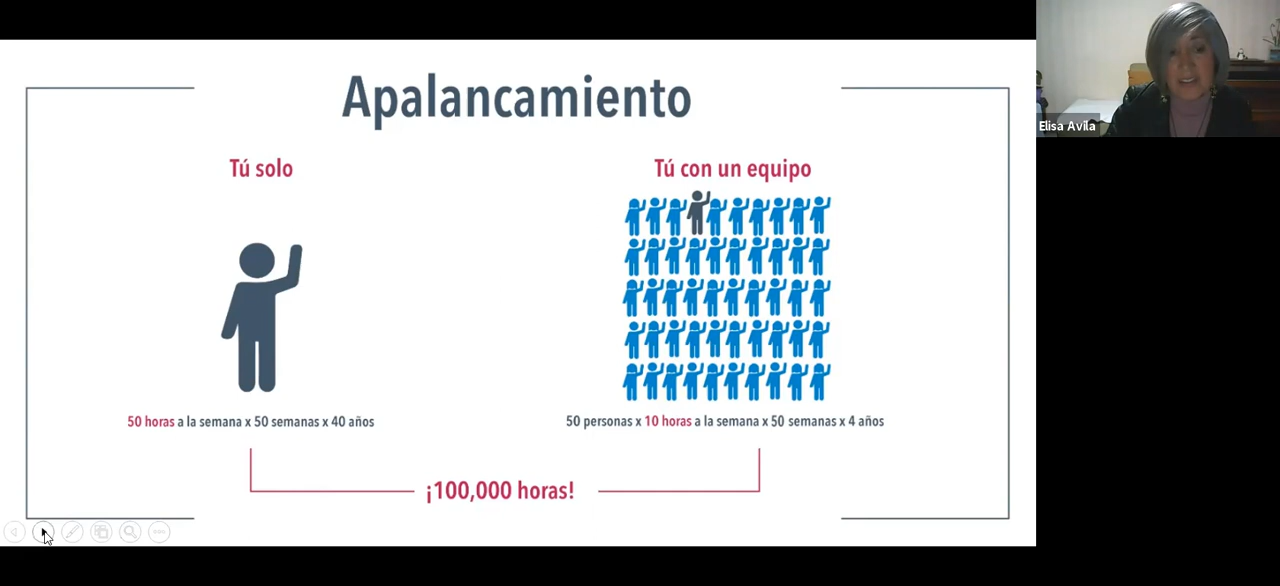 Apalancamiento
Tú solo
Tú con un equipo
50 horas a la semana x 50 semanas x 40 años
50 personas x 10 horas a la semana x 50 semanas x 4 años
¡100,000 horas!
Elisa Avila